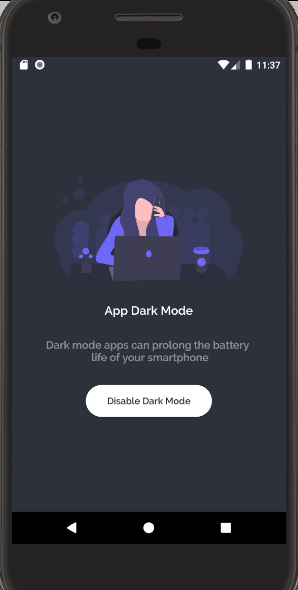 11:37
App Dark Mode
Dark mode apps can prolong the battery
life of your smartphone
Disable Dark Mode